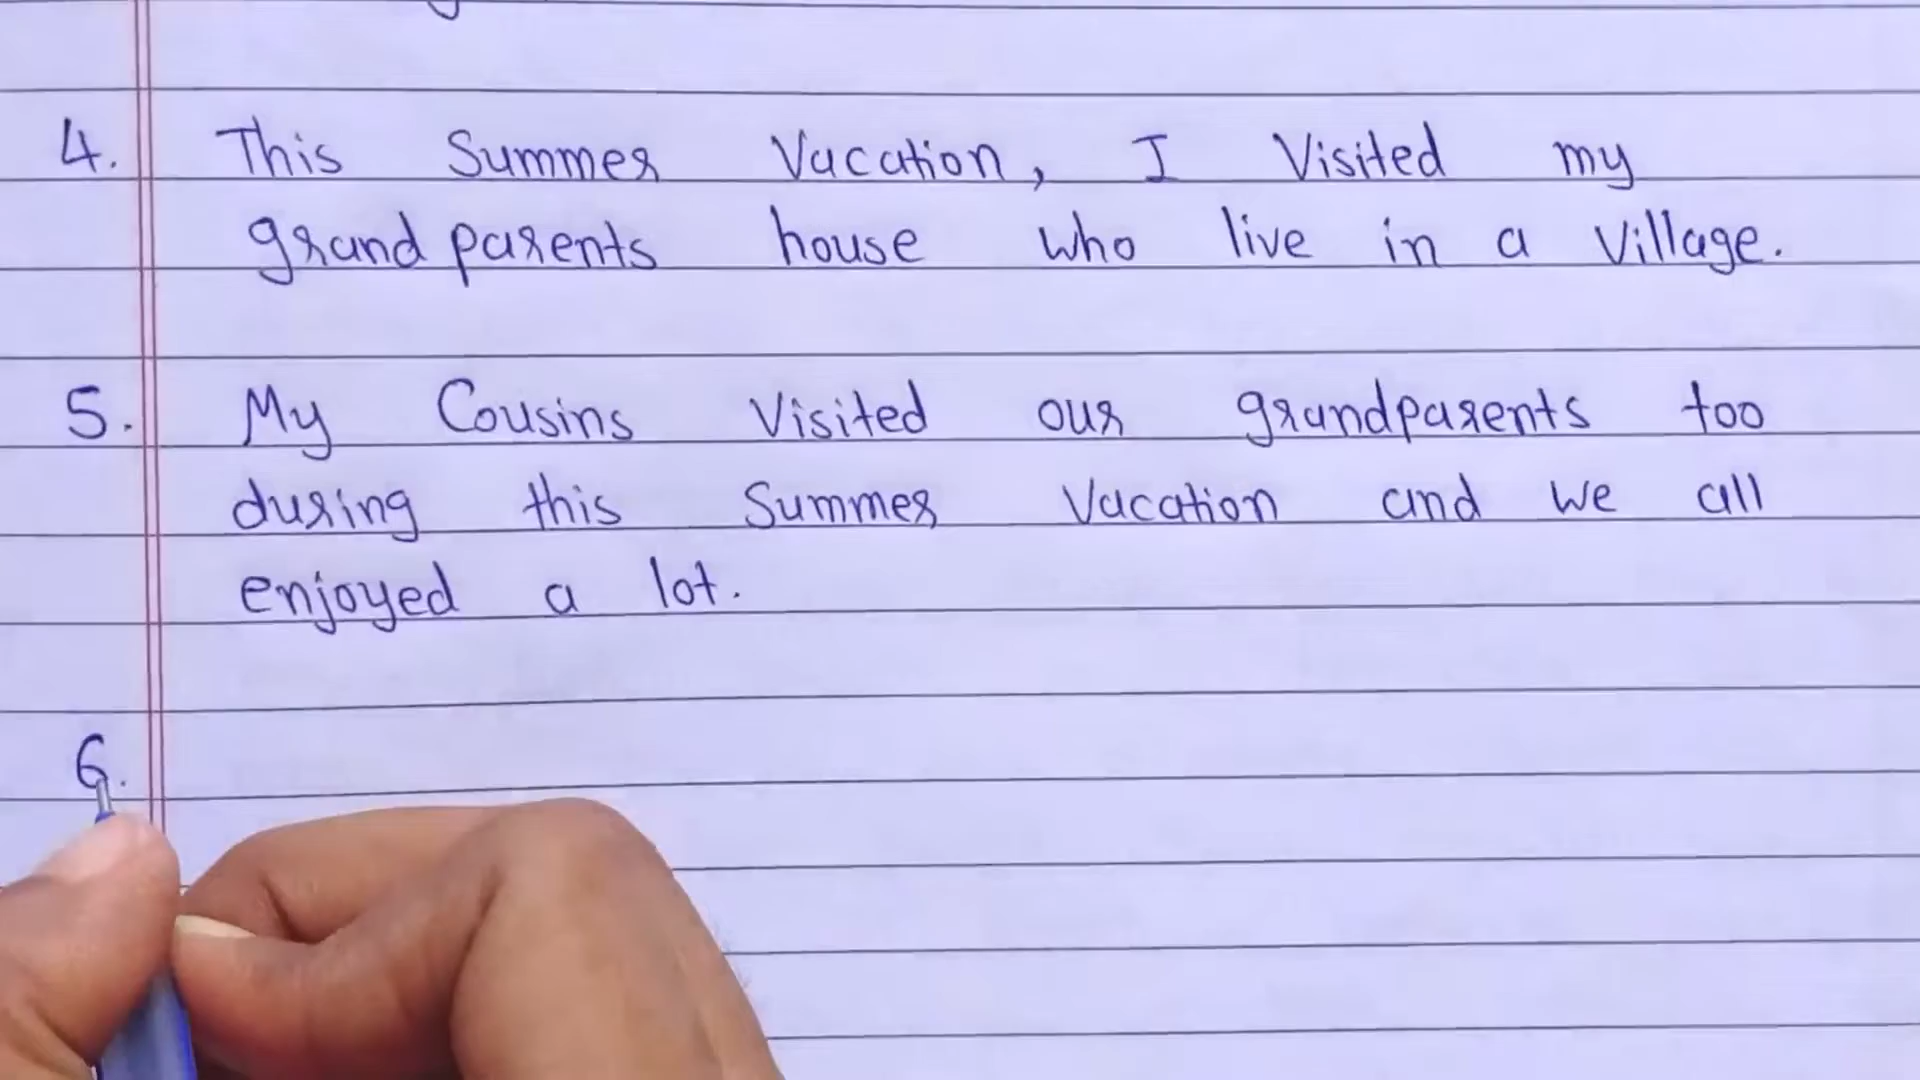 4. This Summer Vacation, I Visited my
grand parents house who live in a Village.
5. My Cousins Visited our grandparents too
during this Summer Vacation and we all
enjoyed a lot.
6.